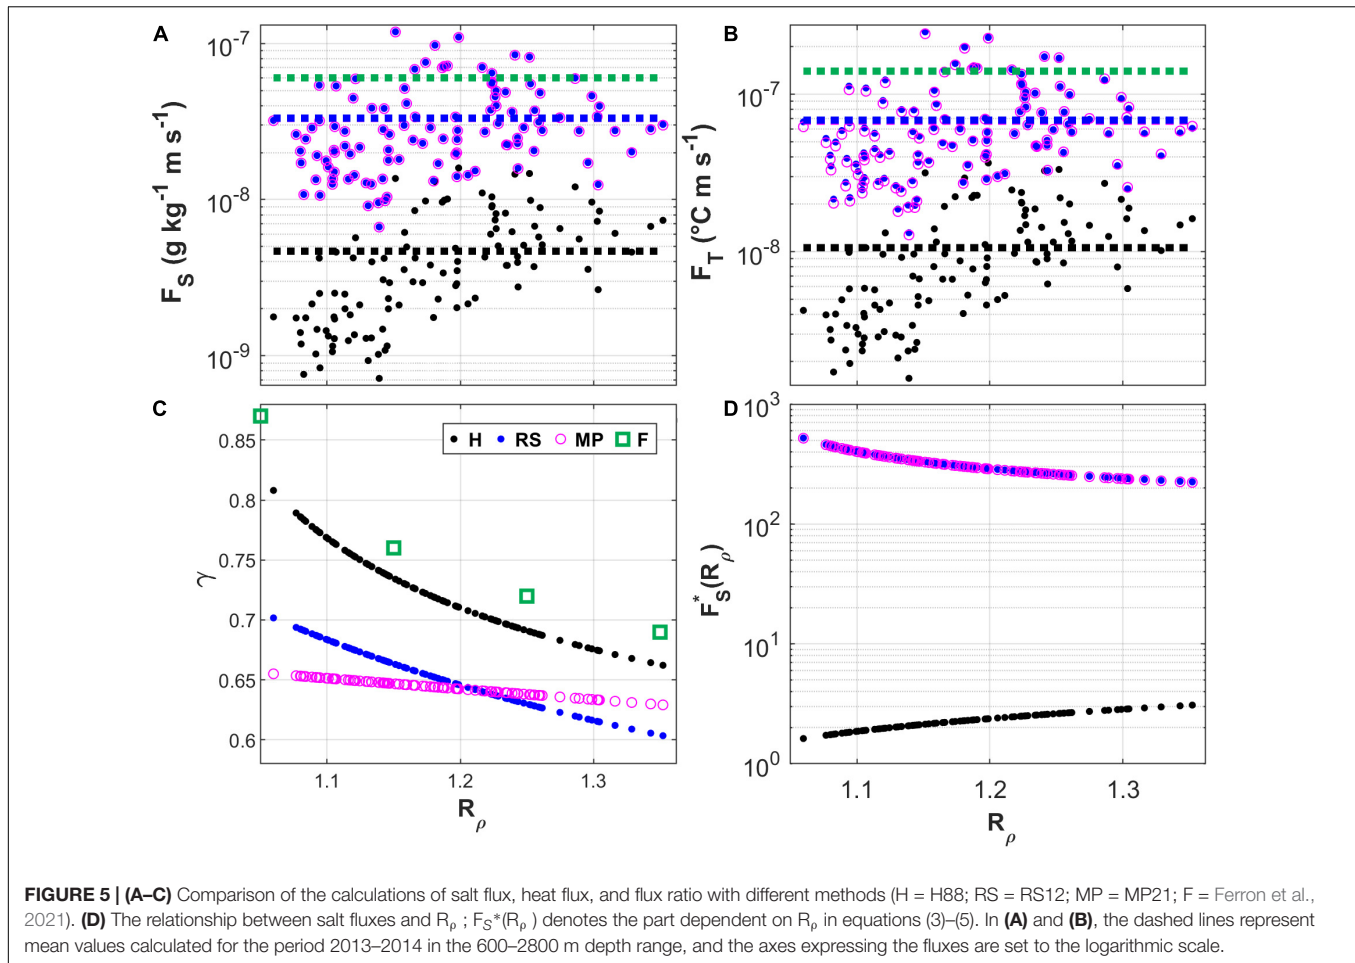 A
B
10^-7
10^-8
10^-9
F_S (g kg^-1 m s^-1)
10^-7
10^-8
F_T (°C m s^-1)
C
D
H RS MP F
0.85
0.8
0.75
0.7
0.65
0.6
γ
1.1 1.2 1.3
R_ρ
10^3
10^2
10^1
10^0
F_S^*(R_ρ)
1.1 1.2 1.3
R_ρ
FIGURE 5 | (A–C) Comparison of the calculations of salt flux, heat flux, and flux ratio with different methods (H = H88; RS = RS12; MP = MP21; F = Ferron et al.,
2021). (D) The relationship between salt fluxes and R_ρ ; F_S*(R_ρ ) denotes the part dependent on R_ρ in equations (3)–(5). In (A) and (B), the dashed lines represent
mean values calculated for the period 2013–2014 in the 600–2800 m depth range, and the axes expressing the fluxes are set to the logarithmic scale.